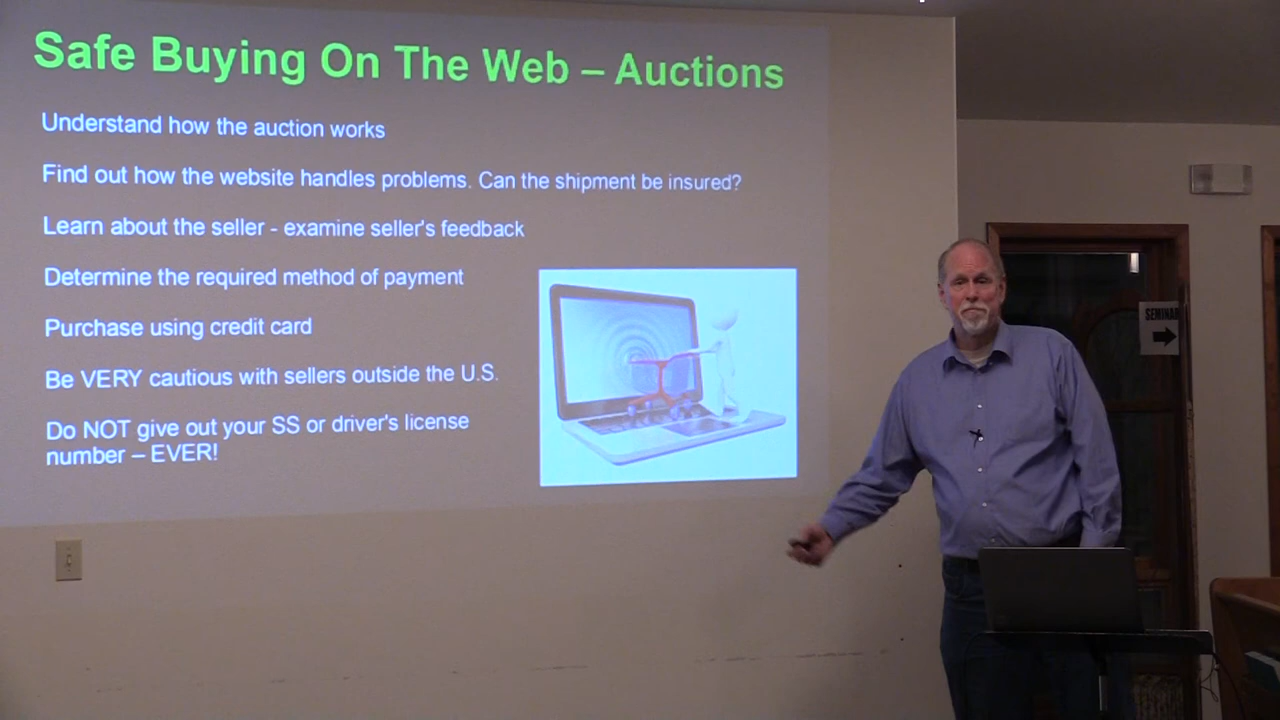 Safe Buying On The Web – Auctions
Understand how the auction works
Find out how the website handles problems. Can the shipment be insured?
Learn about the seller - examine seller's feedback
Determine the required method of payment
Purchase using credit card
Be VERY cautious with sellers outside the U.S.
Do NOT give out your SS or driver's license
number – EVER!
SEMINAR